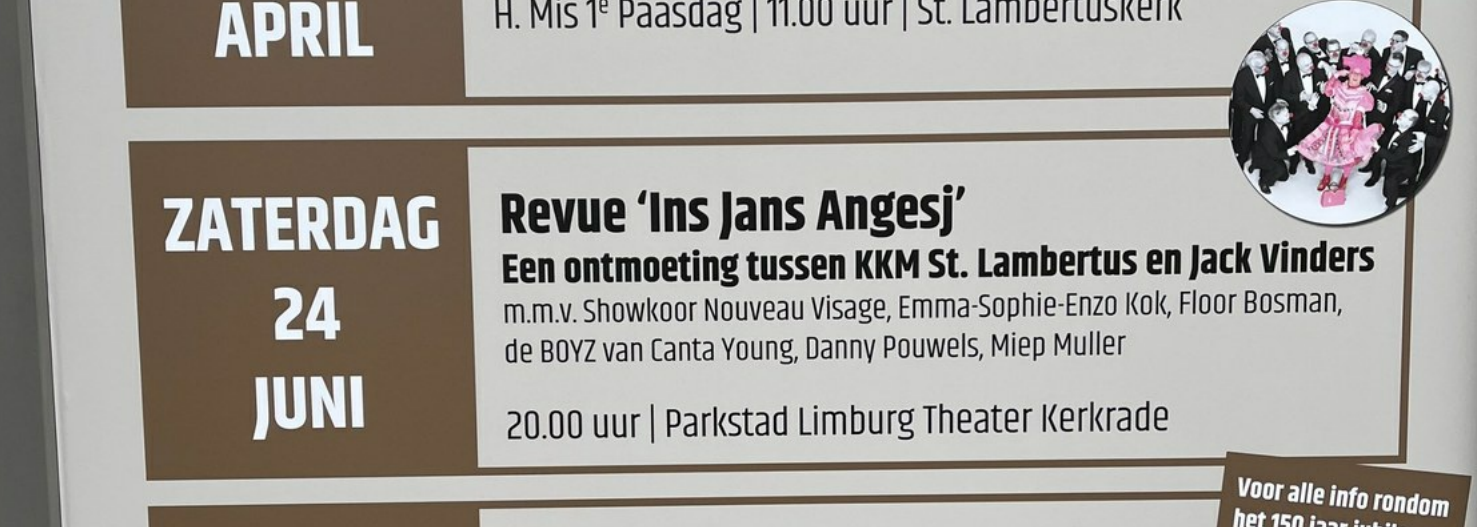 APRIL
H. Mis 1e Paasdag | 11.00 uur | St. Lambertuskerk
ZATERDAG
24
JUNI
Revue ‘Ins Jans Angesj’
Een ontmoeting tussen KKM St. Lambertus en Jack Vinders
m.m.v. Showkoor Nouveau Visage, Emma-Sophie-Enzo Kok, Floor Bosman,
de BOYZ van Canta Young, Danny Pouwels, Miep Muller
20.00 uur | Parkstad Limburg Theater Kerkrade
Voor alle info rondom
het 150 jaar